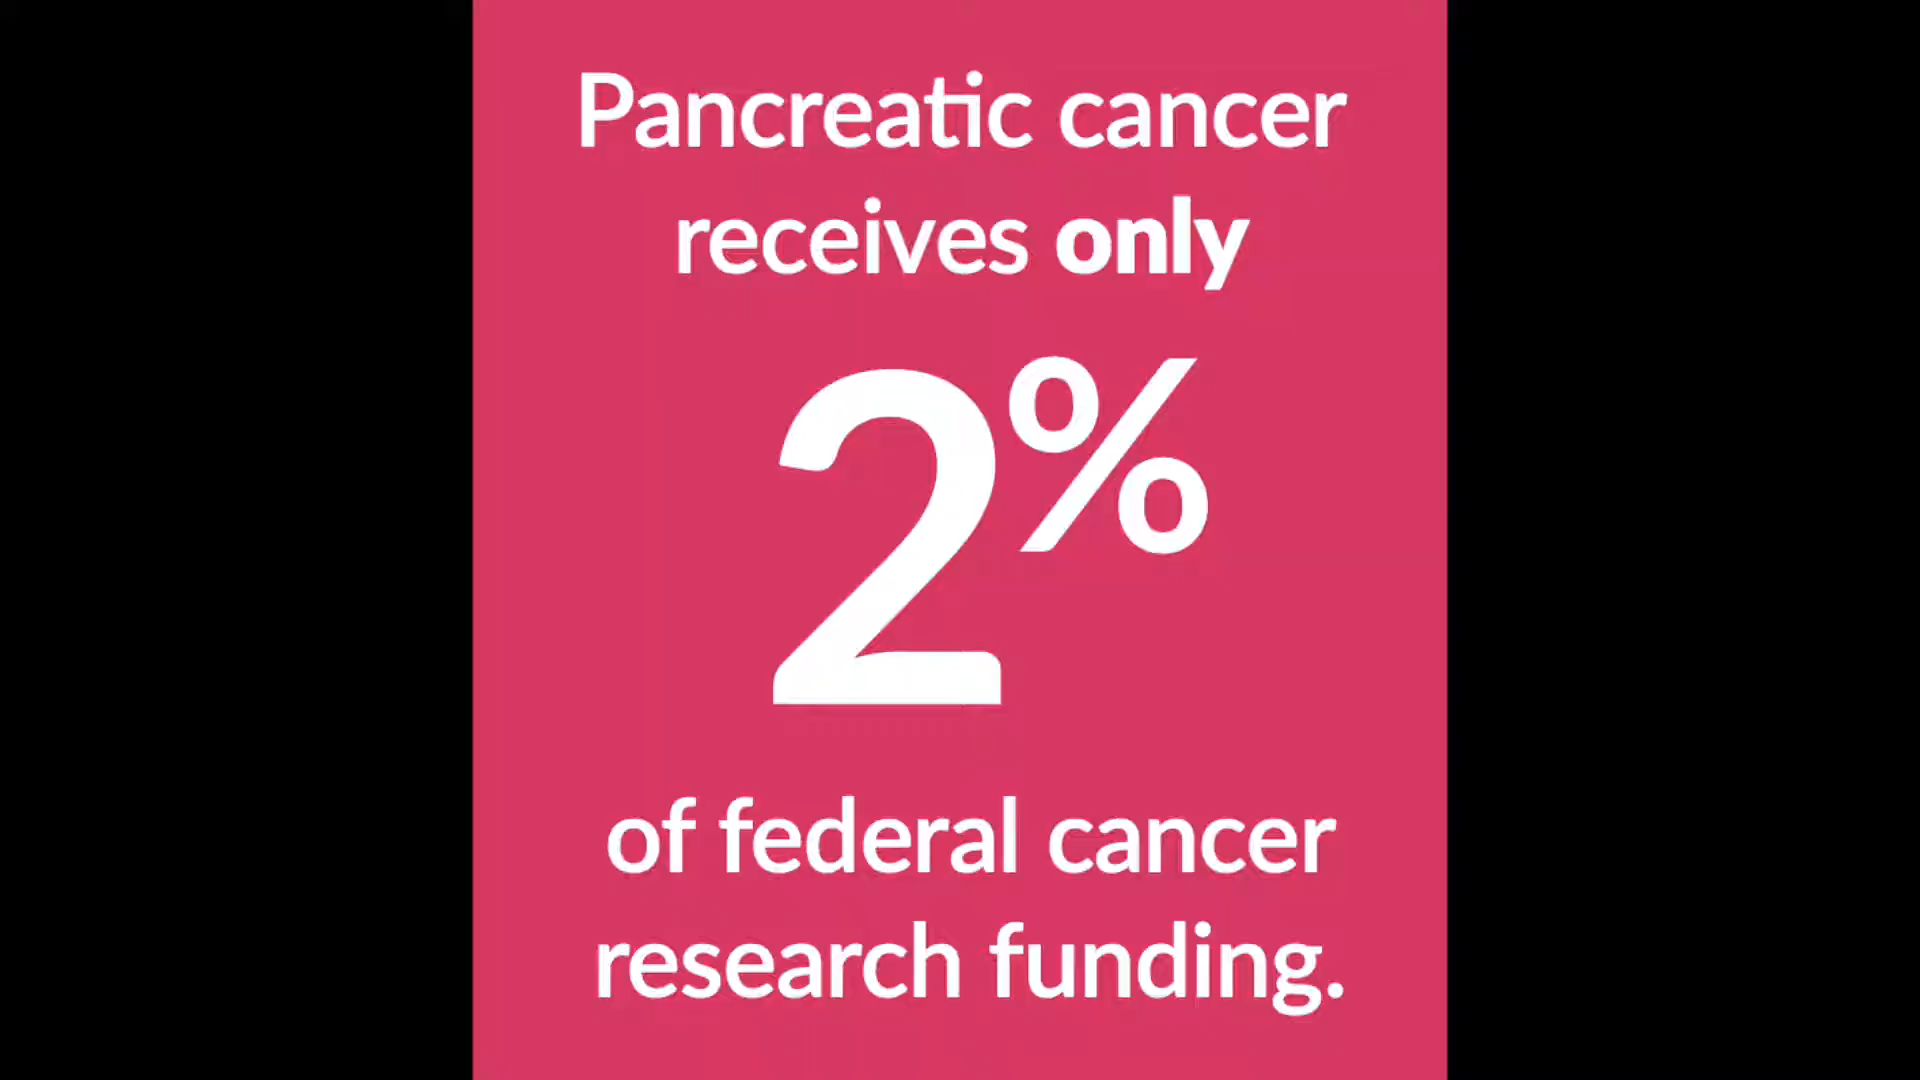 Pancreatic cancer
receives only
2%
of federal cancer
research funding.